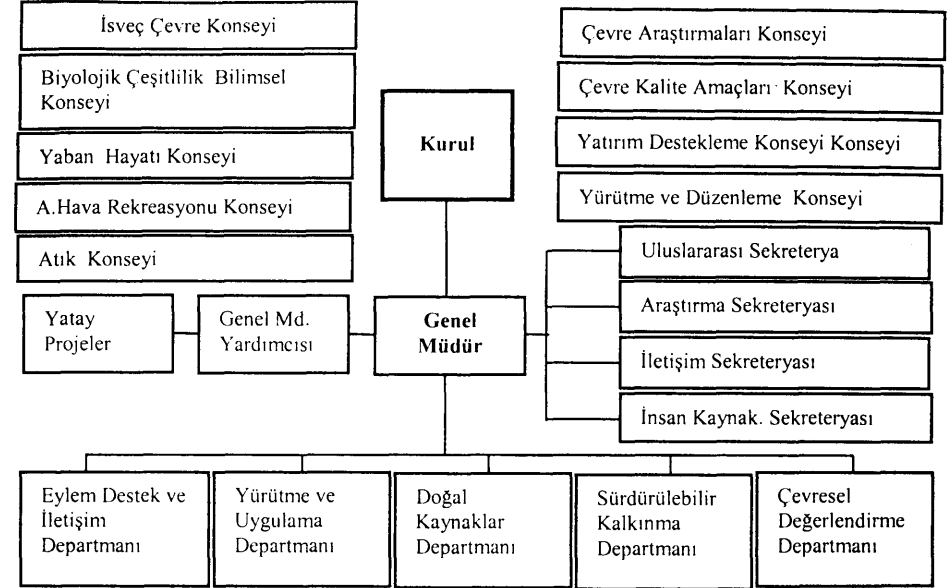 İsveç Çevre Konseyi
Biyolojik Çeşitlilik Bilimsel
Konseyi
Yaban Hayatı Konseyi
A.Hava Rekreasyonu Konseyi
Atık Konseyi
Kurul
Çevre Araştırmaları Konseyi
Çevre Kalite Amaçları Konseyi
Yatırım Destekleme Konseyi Konseyi
Yürütme ve Düzenleme Konseyi
Uluslararası Sekreterya
Araştırma Sekreteryası
İletişim Sekreteryası
İnsan Kaynak. Sekreteryası
Yatay
Projeler
Genel Md.
Yardımcısı
Genel
Müdür
Eylem Destek ve
İletişim
Departmanı
Yürütme ve
Uygulama
Departmanı
Doğal
Kaynaklar
Departmanı
Sürdürülebilir
Kalkınma
Departmanı
Çevresel
Değerlendirme
Departmanı